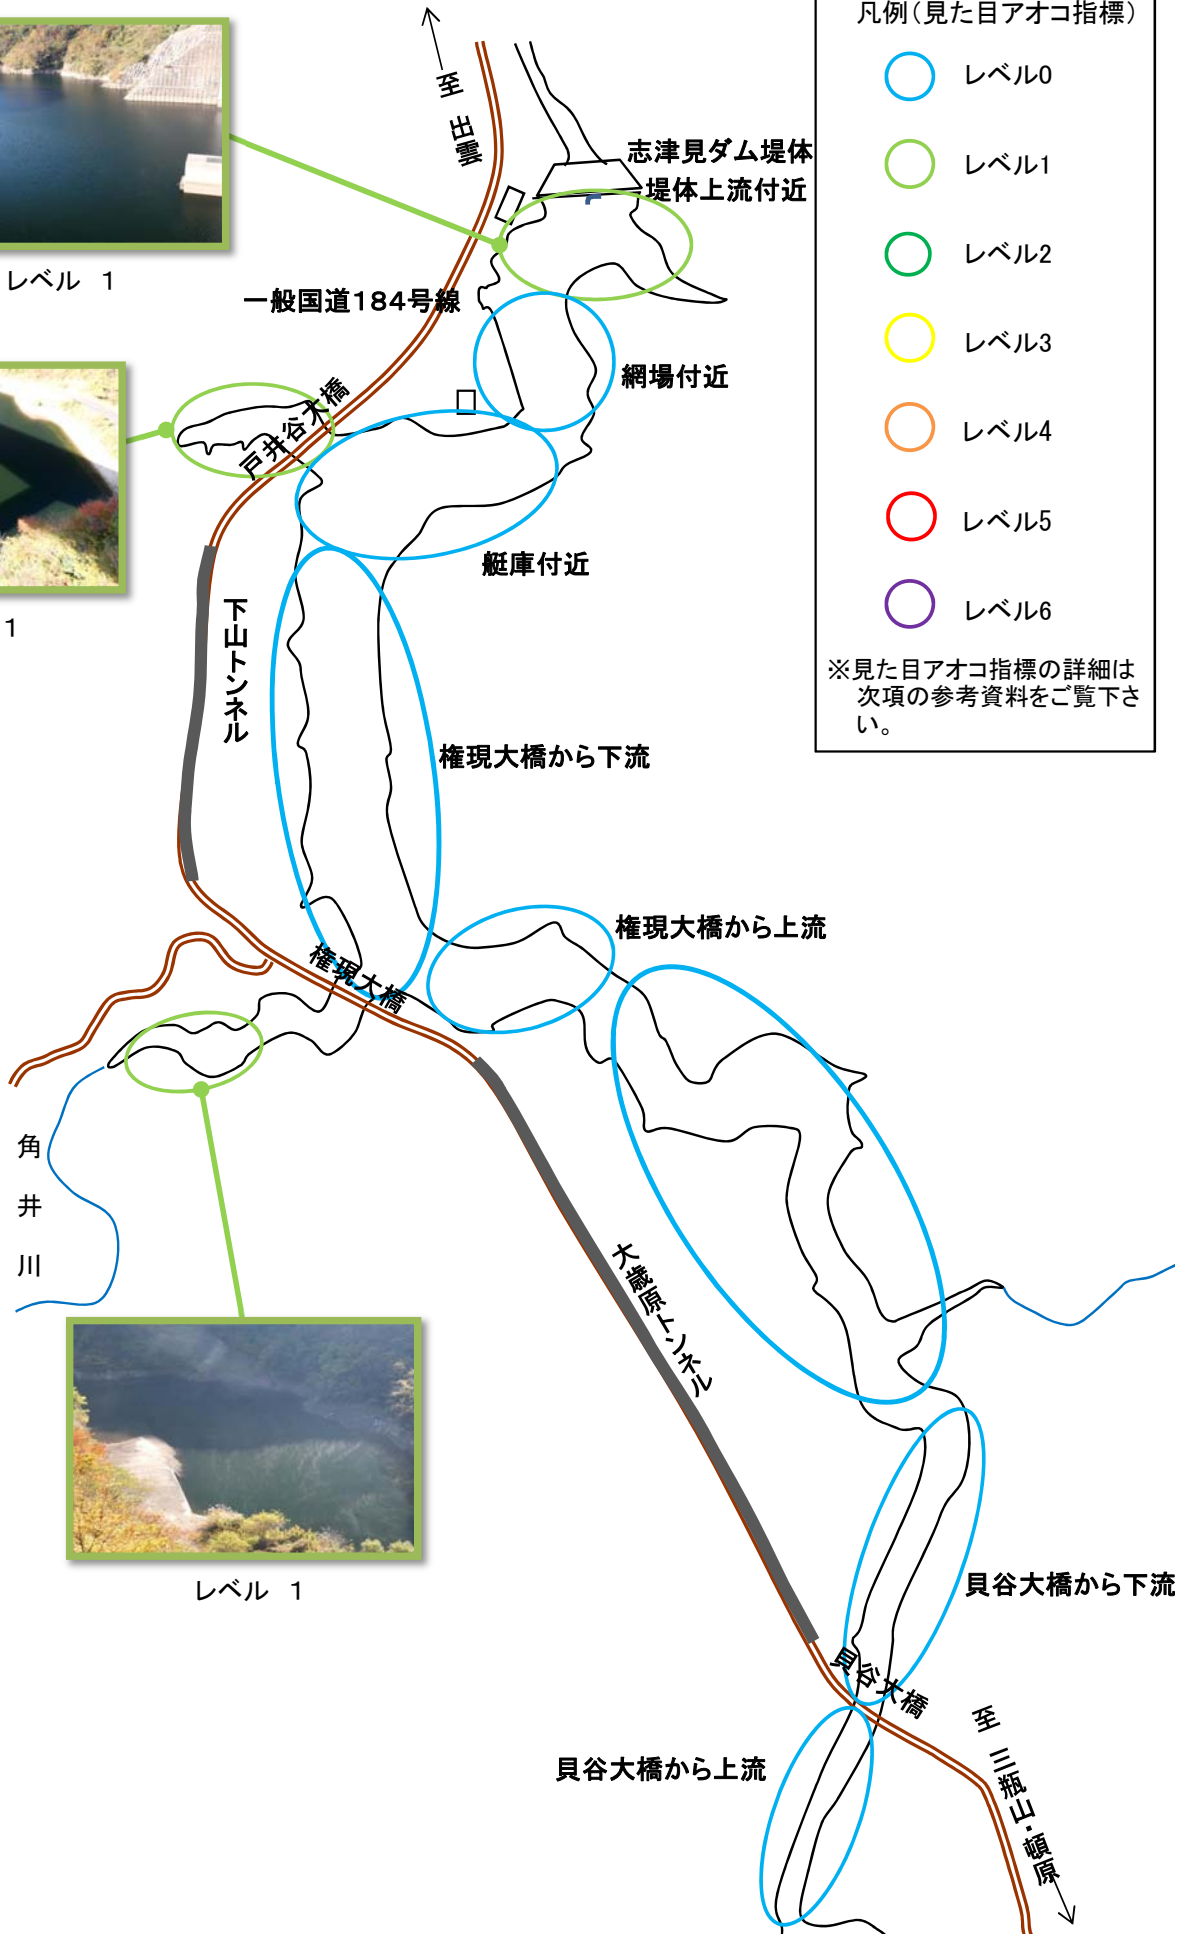 凡例（見た目アオコ指標）
レベル0
レベル1
レベル2
レベル3
レベル4
レベル5
レベル6
※見た目アオコ指標の詳細は
次項の参考資料をご覧下さ
い。
至 出雲
志津見ダム堤体
堤体上流付近
レベル 1
一般国道184号線
網場付近
戸井谷大橋
艇庫付近
1
下山トンネル
権現大橋から下流
権現大橋から上流
権現大橋
角井川
大歳原トンネル
レベル 1
貝谷大橋から下流
貝谷大橋
至 三瓶山・頓原
貝谷大橋から上流